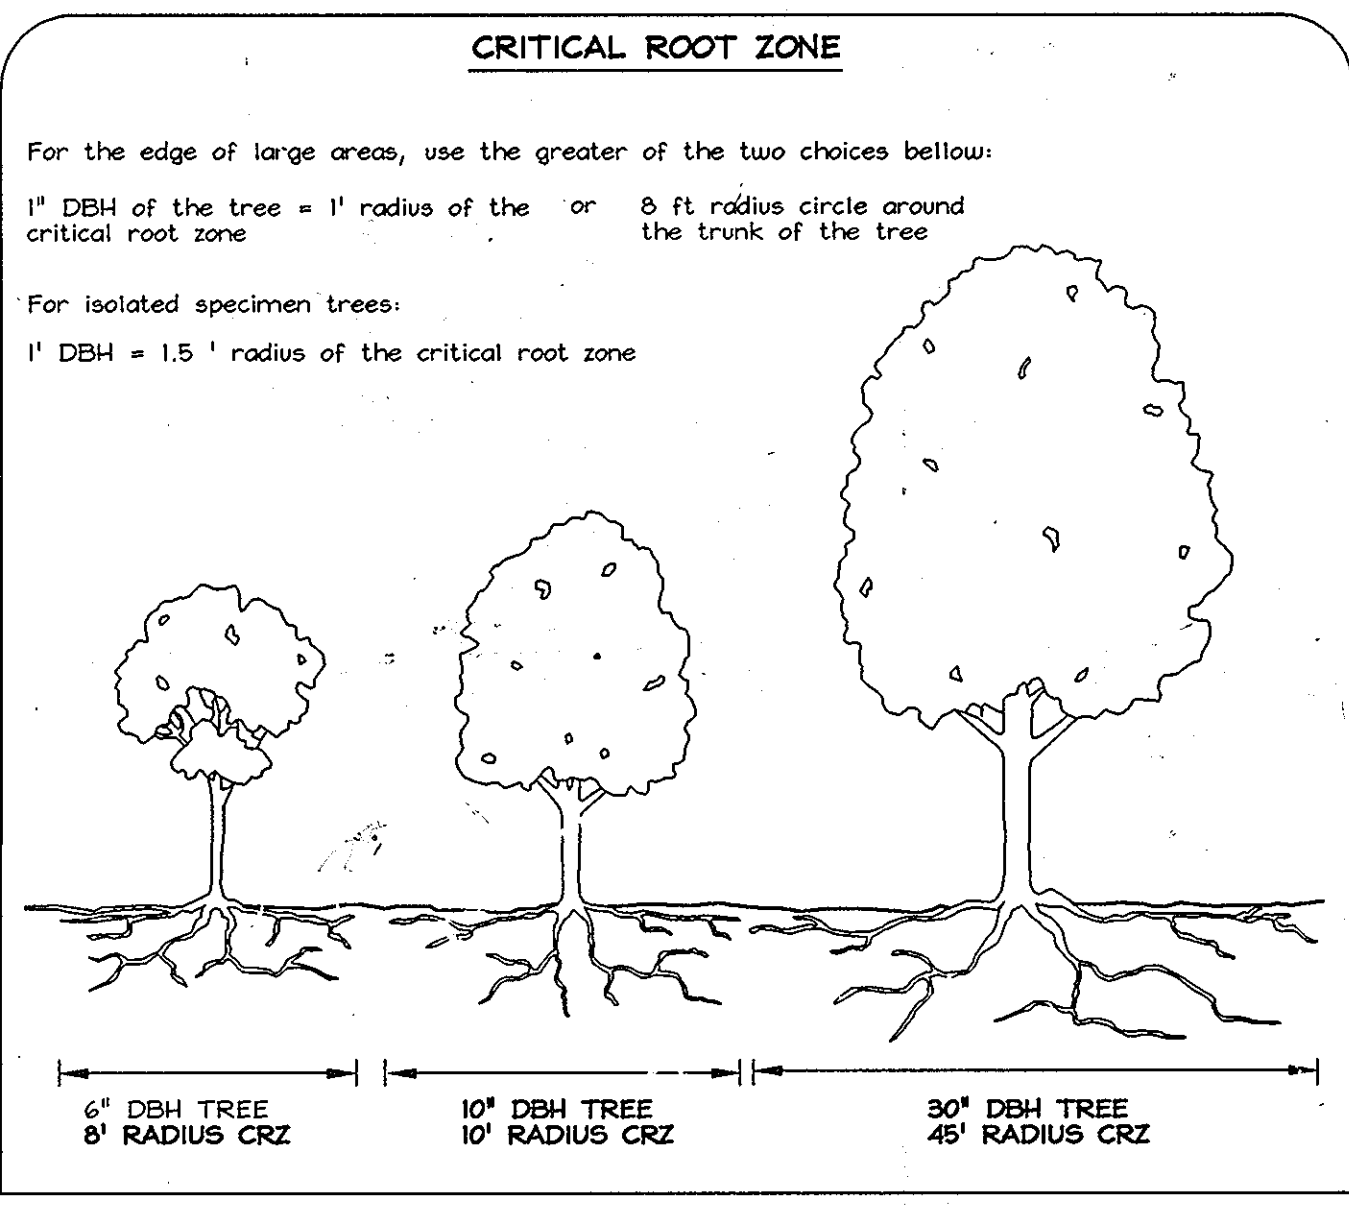 CRITICAL ROOT ZONE
For the edge of large areas, use the greater of the two choices bellow:
1" DBH of the tree = 1' radius of the or 8 ft radius circle around
critical root zone the trunk of the tree
For isolated specimen trees:
1' DBH = 1.5 ' radius of the critical root zone
6" DBH TREE
8' RADIUS CRZ
10" DBH TREE
10' RADIUS CRZ
30" DBH TREE
45' RADIUS CRZ